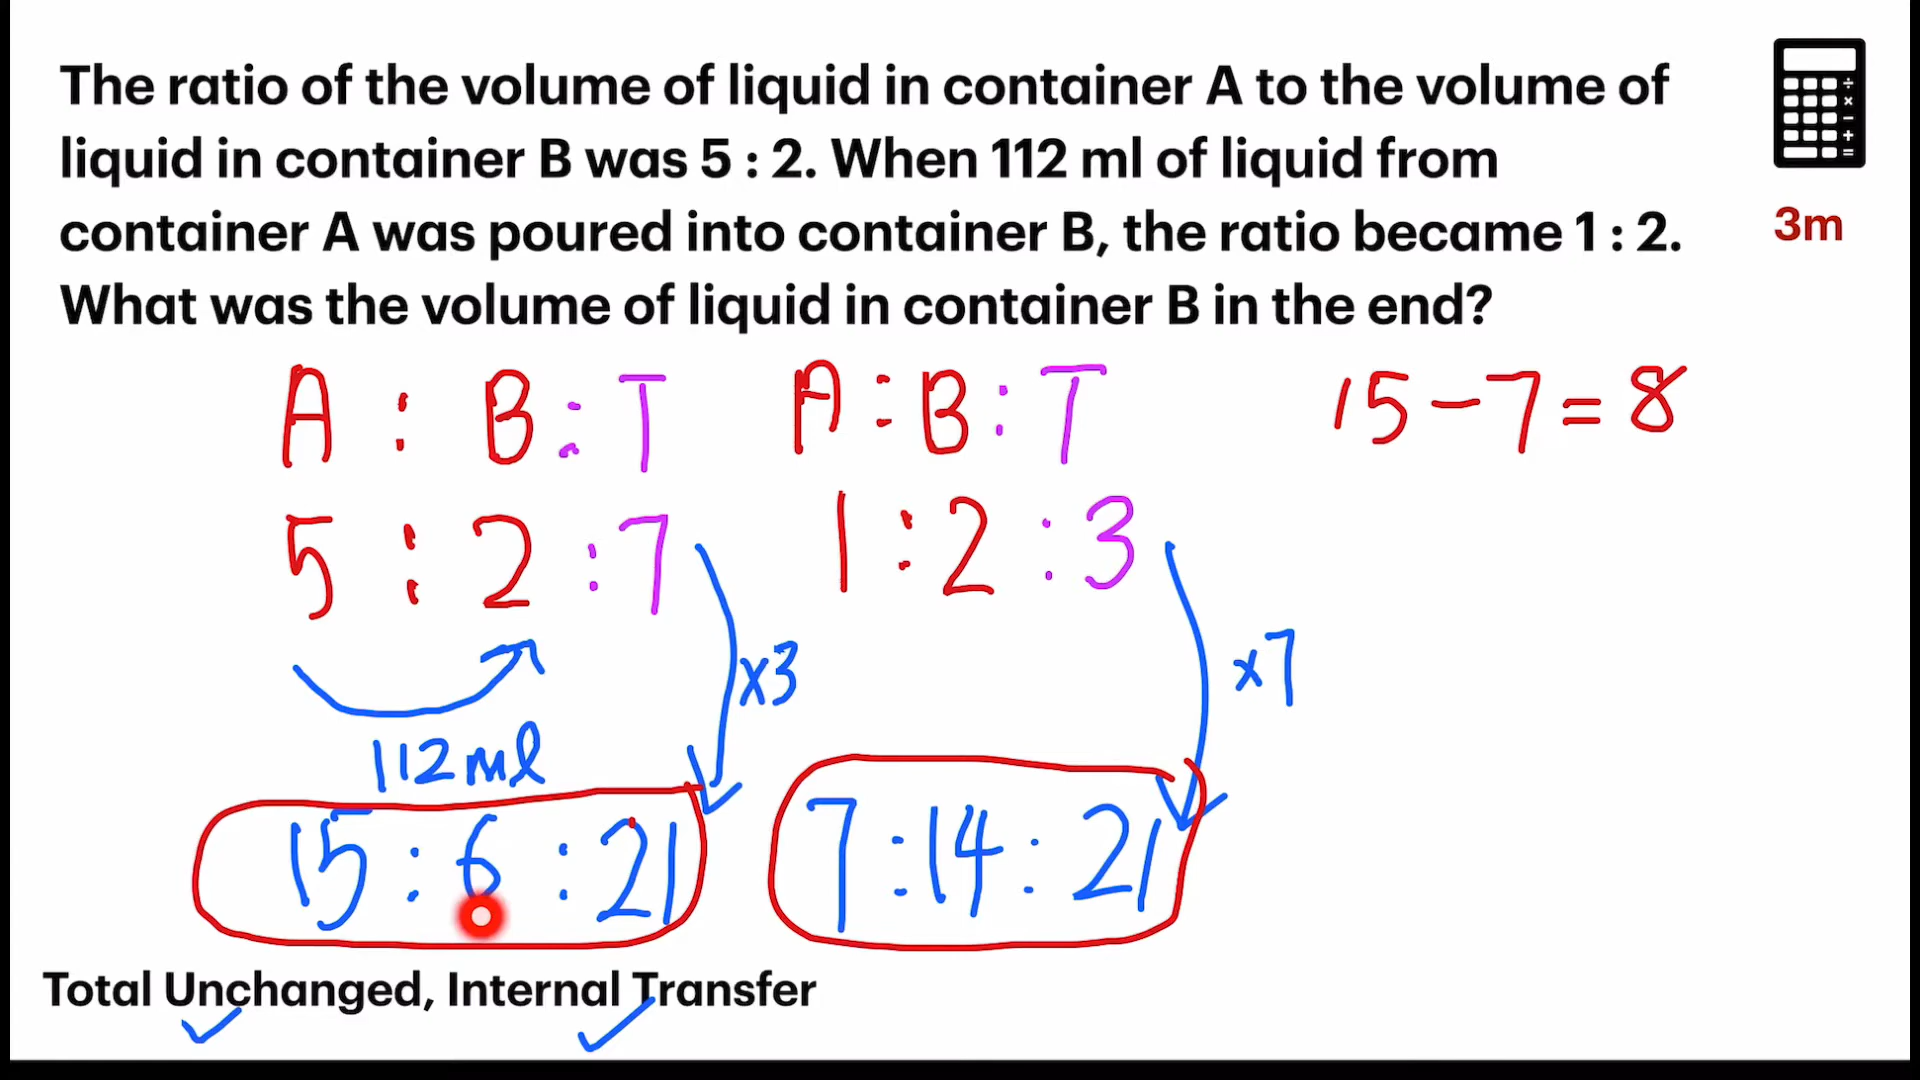 The ratio of the volume of liquid in container A to the volume of
liquid in container B was 5 : 2. When 112 ml of liquid from
container A was poured into container B, the ratio became 1 : 2.
What was the volume of liquid in container B in the end?
3m
A : B : T
A : B : T
15 - 7 = 8
5 : 2 : 7
1 : 2 : 3
x3
x7
112 ml
15 : 6 : 21
7 : 14 : 21
Total Unchanged, Internal Transfer